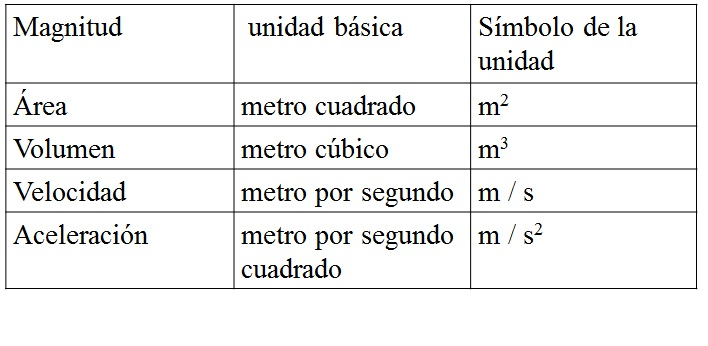 Magnitud unidad básica Símbolo de la
unidad
Área metro cuadrado m²
Volumen metro cúbico m³
Velocidad metro por segundo m / s
Aceleración metro por segundo m / s²
cuadrado